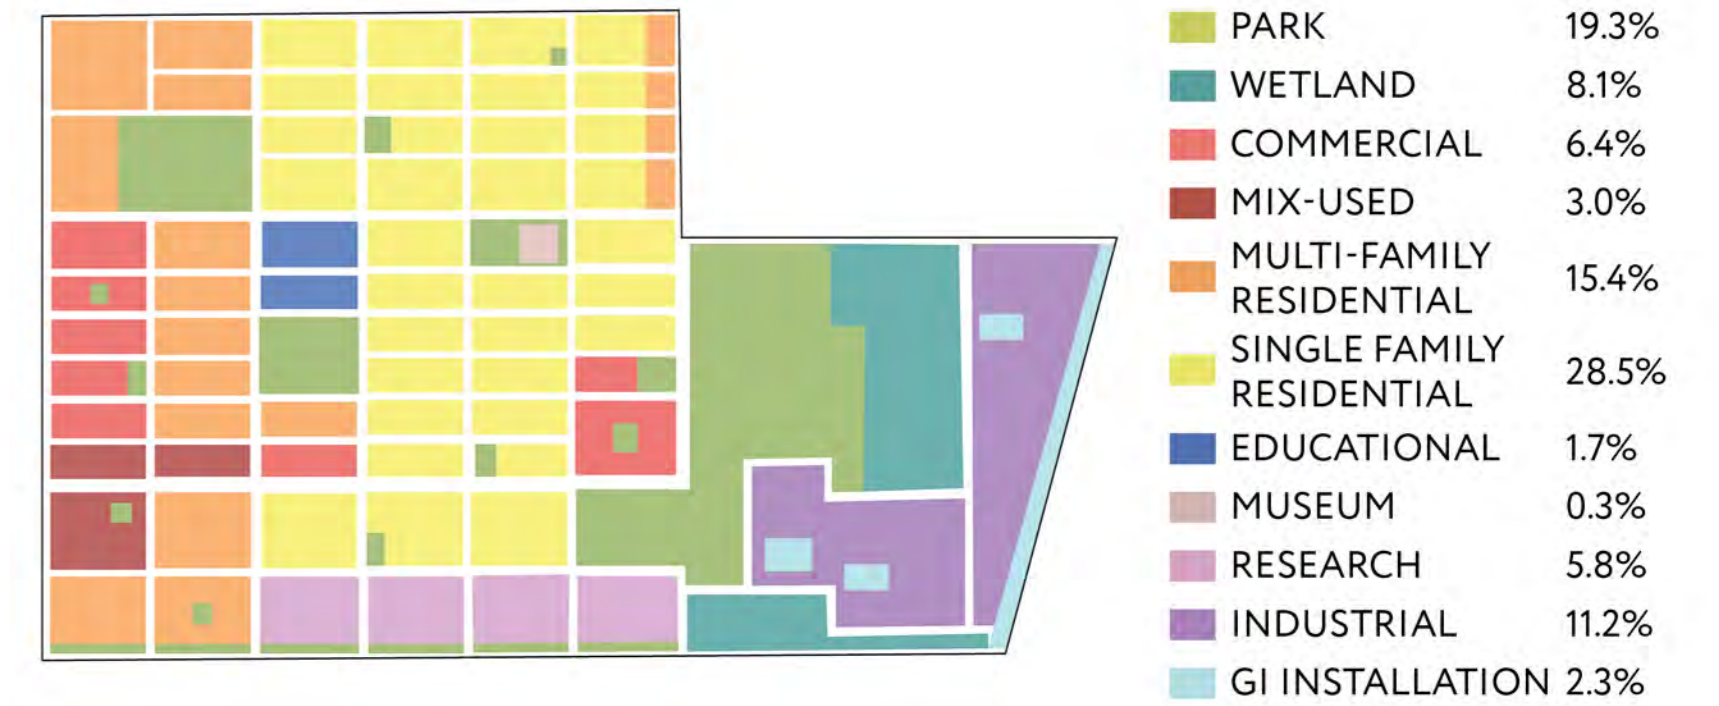 PARK 19.3%
WETLAND 8.1%
COMMERCIAL 6.4%
MIX-USED 3.0%
MULTI-FAMILY
RESIDENTIAL 15.4%
SINGLE FAMILY
RESIDENTIAL 28.5%
EDUCATIONAL 1.7%
MUSEUM 0.3%
RESEARCH 5.8%
INDUSTRIAL 11.2%
GI INSTALLATION 2.3%